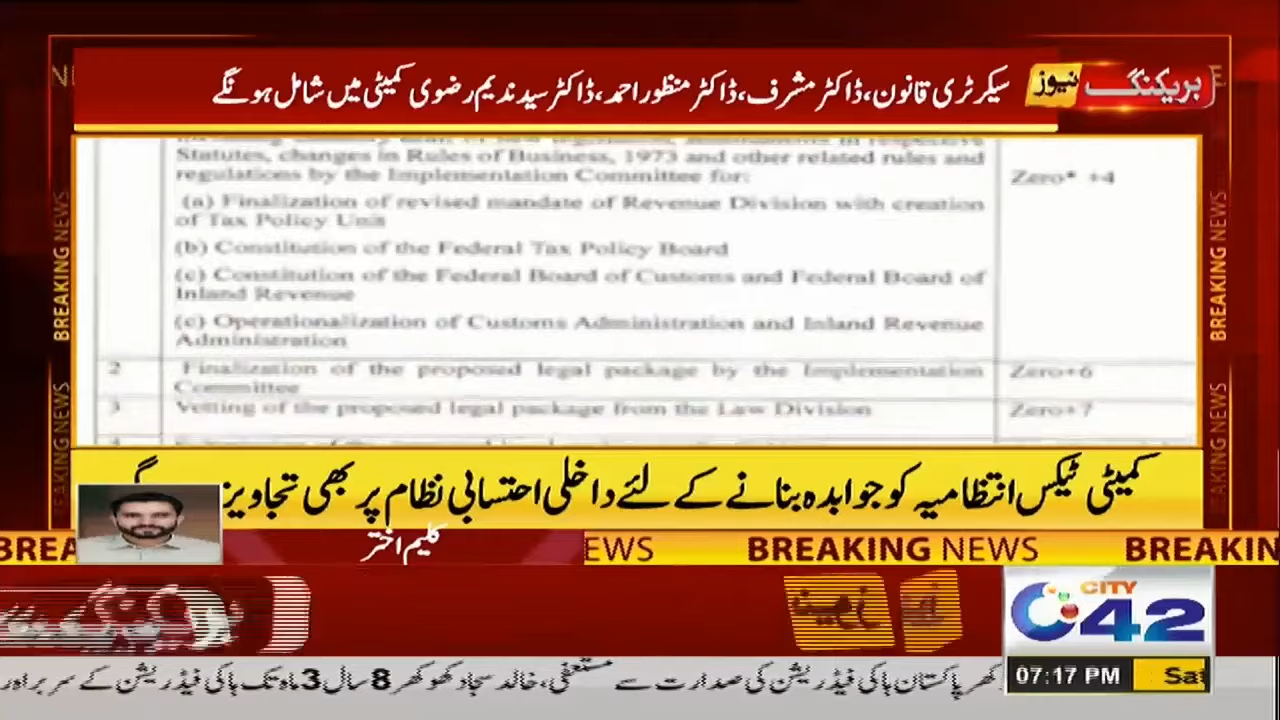 بریکنگ نیوز
سیکرٹری قانون، ڈاکٹر مشرف، ڈاکٹر منظور احمد، ڈاکٹر سید ندیم رضوی کمیٹی میں شامل ہونگے
Statutes, changes in Rules of Business, 1973 and other related rules and
regulations by the Implementation Committee for:
Zero* +4
(a) Finalization of revised mandate of Revenue Division with creation
of Tax Policy Unit
(b) Constitution of the Federal Tax Policy Board
(c) Constitution of the Federal Board of Customs and Federal Board of
Inland Revenue
(c) Operationalization of Customs Administration and Inland Revenue
Administration
2 Finalization of the proposed legal package by the Implementation Zero+6
Committee
3 Vetting of the proposed legal package from the Law Division Zero+7
BREAKING NEWS
BREAKING NEWS
کمیٹی ٹیکس انتظامیہ کو جوابدہ بنانے کے لئے داخلی احتسابی نظام پر بھی تجاویز
کلیم اختر
BREAKING NEWS
CITY 42
07:17 PM
کھر پاکستان ہاکی فیڈریشن کی صدارت سے مستعفی، خالد سجاد کھوکھر 8 سال 3 ماہ تک ہاکی فیڈریشن کے سربراہ